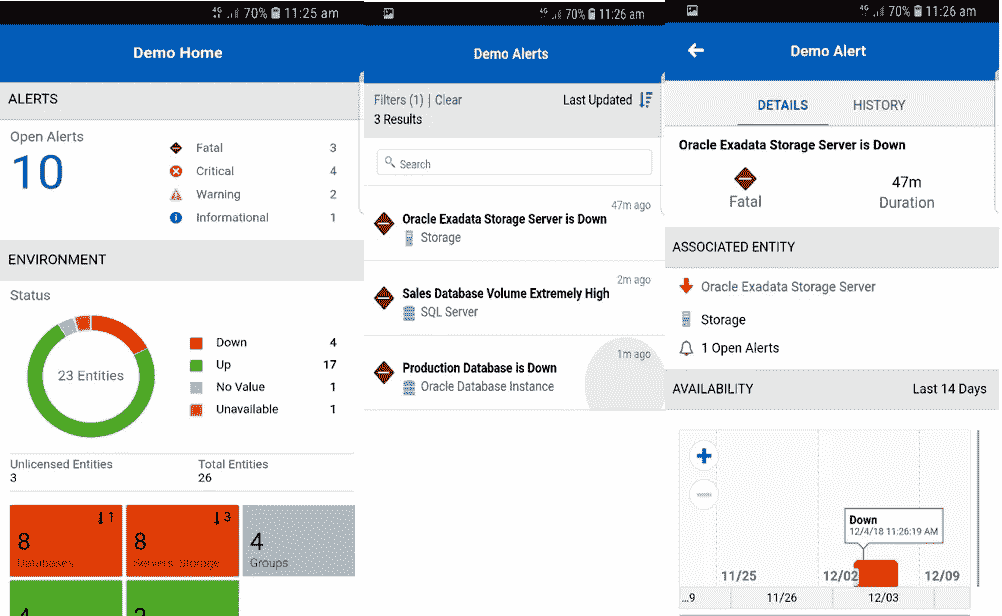 4G 70% 11:25 am
Demo Home
ALERTS
Open Alerts
10
Fatal 3
Critical 4
Warning 2
Informational 1
ENVIRONMENT
Status
23 Entities
Down 4
Up 17
No Value 1
Unavailable 1
Unlicensed Entities
3
Total Entities
26
1
8
Databases
3
8
Servers, Storage
4
Groups
4
2
4G 70% 11:26 am
Demo Alerts
Filters (1) | Clear
Last Updated
3 Results
Search
47m ago
Oracle Exadata Storage Server is Down
Storage
2m ago
Sales Database Volume Extremely High
SQL Server
1m ago
Production Database is Down
Oracle Database Instance
4G 70% 11:26 am
Demo Alert
DETAILS HISTORY
Oracle Exadata Storage Server is Down
Fatal
47m
Duration
ASSOCIATED ENTITY
Oracle Exadata Storage Server
Storage
1 Open Alerts
AVAILABILITY Last 14 Days
Down
12/4/18 11:26:19 AM
11/25 12/02 12/09
...9 11/26 12/03